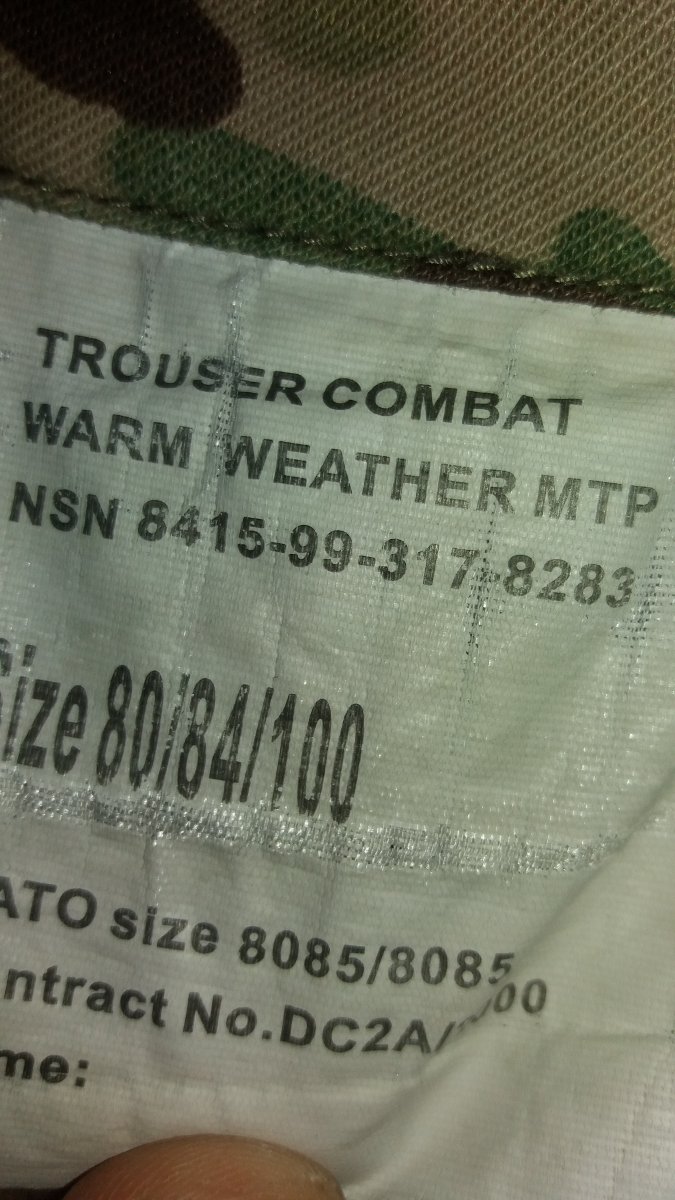 TROUSER COMBAT
WARM WEATHER MTP
NSN 8415-99-317-8283
Size 80/84/100
ATO size 8085/8085
ntract No.DC2A/
me: